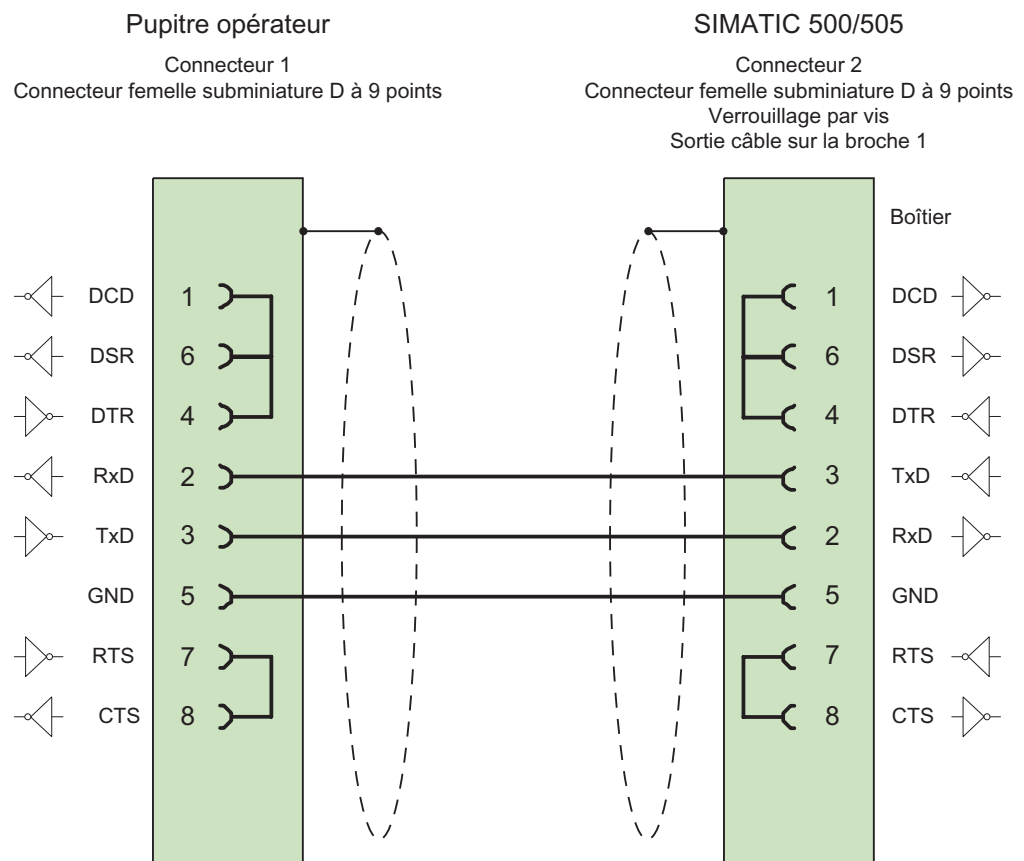 Pupitre opérateur
Connecteur 1
Connecteur femelle subminiature D à 9 points
SIMATIC 500/505
Connecteur 2
Connecteur femelle subminiature D à 9 points
Verrouillage par vis
Sortie câble sur la broche 1
Boîtier
DCD 1 1 DCD
DSR 6 6 DSR
DTR 4 4 DTR
RxD 2 3 TxD
TxD 3 2 RxD
GND 5 5 GND
RTS 7 7 RTS
CTS 8 8 CTS